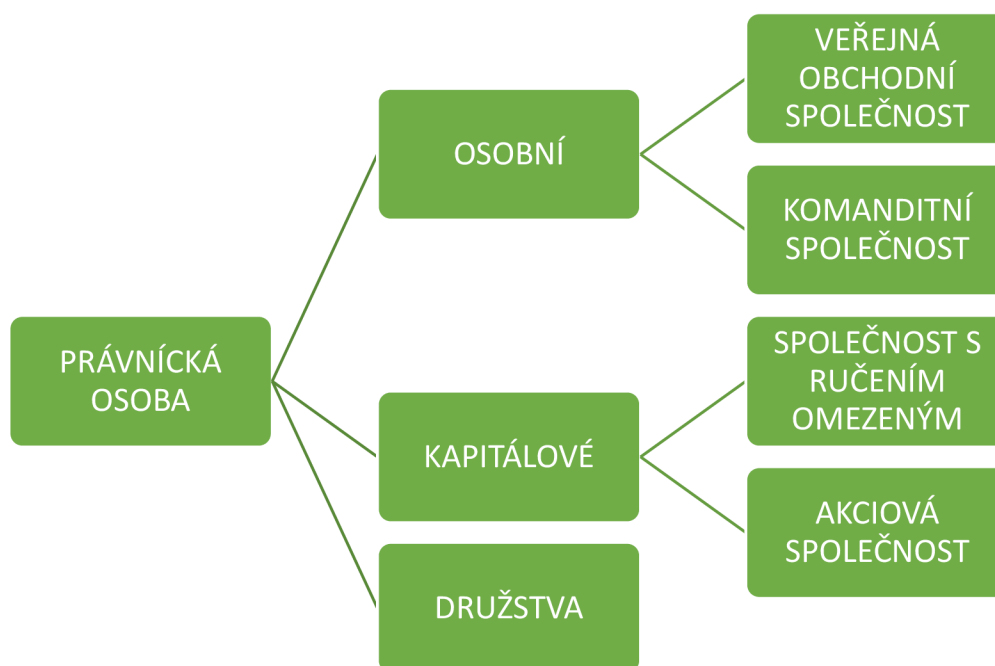 PRÁVNÍCKÁ
OSOBA
OSOBNÍ
VEŘEJNÁ
OBCHODNÍ
SPOLEČNOST
KOMANDITNÍ
SPOLEČNOST
KAPITÁLOVÉ
SPOLEČNOST S
RUČENÍM
OMEZENÝM
AKCIOVÁ
SPOLEČNOST
DRUŽSTVA